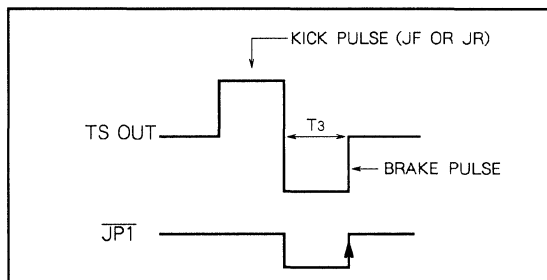 KICK PULSE (JF OR JR)
T3
TS OUT
BRAKE PULSE
JP1